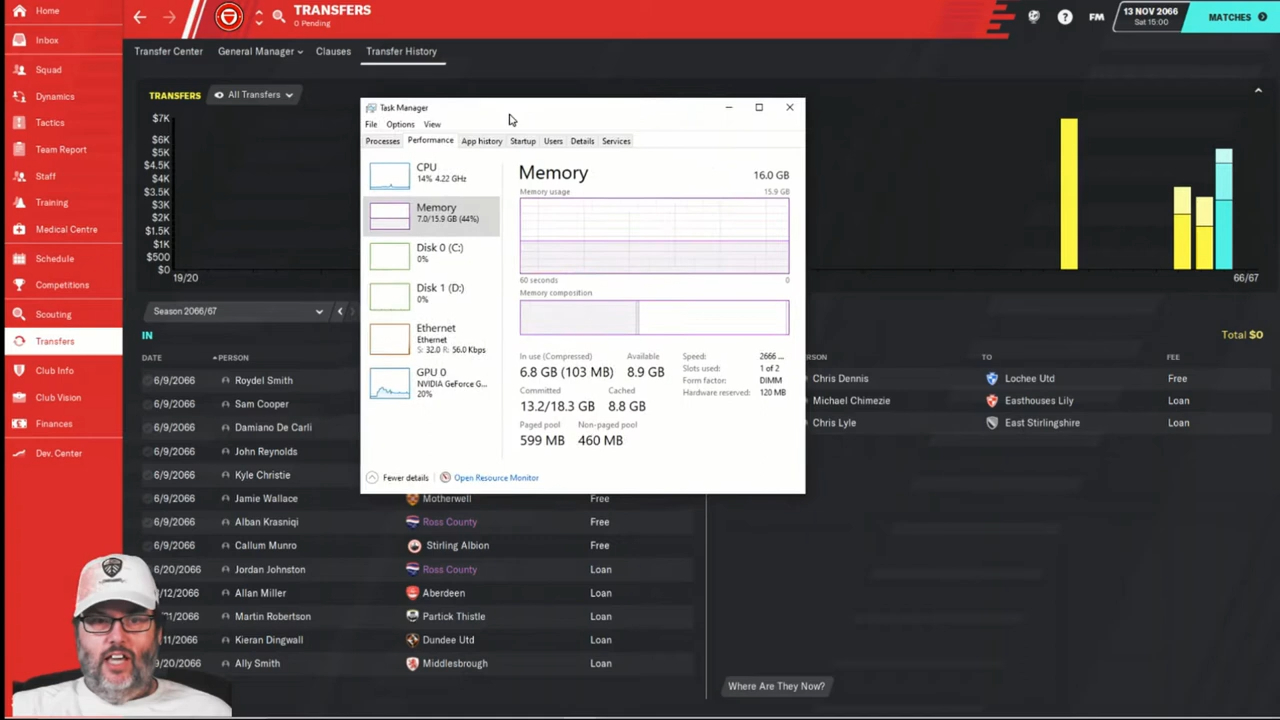 Home
Inbox
Squad
Dynamics
Tactics
Team Report
Staff
Training
Medical Centre
Schedule
Competitions
Scouting
Transfers
Club Info
Club Vision
Finances
Dev. Center
TRANSFERS
0 Pending
FM
13 NOV 2066
Sat 15:00
MATCHES
Transfer Center General Manager Clauses Transfer History
TRANSFERS All Transfers
$7K
$6K
$5K
$4.5K
$4K
$3.5K
$3K
$2K
$1.5K
$1K
$500
$0
19/20
66/67
Season 2066/67
IN
Total $0
DATE PERSON
TO FEE
6/9/2066 Roydel Smith
6/9/2066 Sam Cooper
6/9/2066 Damiano De Carli
6/9/2066 John Reynolds
6/9/2066 Kyle Christie
6/9/2066 Jamie Wallace Motherwell Free
6/9/2066 Alban Krasniqi Ross County Free
6/9/2066 Callum Munro Stirling Albion Free
6/20/2066 Jordan Johnston Ross County Loan
/12/2066 Allan Miller Aberdeen Loan
/1/2066 Martin Robertson Partick Thistle Loan
/11/2066 Kieran Dingwall Dundee Utd Loan
/20/2066 Ally Smith Middlesbrough Loan
Chris Dennis Lochee Utd Free
Michael Chimezie Easthouses Lily Loan
Chris Lyle East Stirlingshire Loan
Where Are They Now?
Task Manager
File Options View
Processes Performance App history Startup Users Details Services
CPU
14% 4.22 GHz
Memory
7.0/15.9 GB (44%)
Disk 0 (C:)
0%
Disk 1 (D:)
0%
Ethernet
Ethernet
S: 32.0 R: 56.0 Kbps
GPU 0
NVIDIA GeForce G...
20%
Memory 16.0 GB
Memory usage 15.9 GB
60 seconds 0
Memory composition
In use (Compressed) Available
6.8 GB (103 MB) 8.9 GB
Committed Cached
13.2/18.3 GB 8.8 GB
Paged pool Non-paged pool
599 MB 460 MB
Speed: 2666 ...
Slots used: 1 of 2
Form factor: DIMM
Hardware reserved: 120 MB
Fewer details Open Resource Monitor